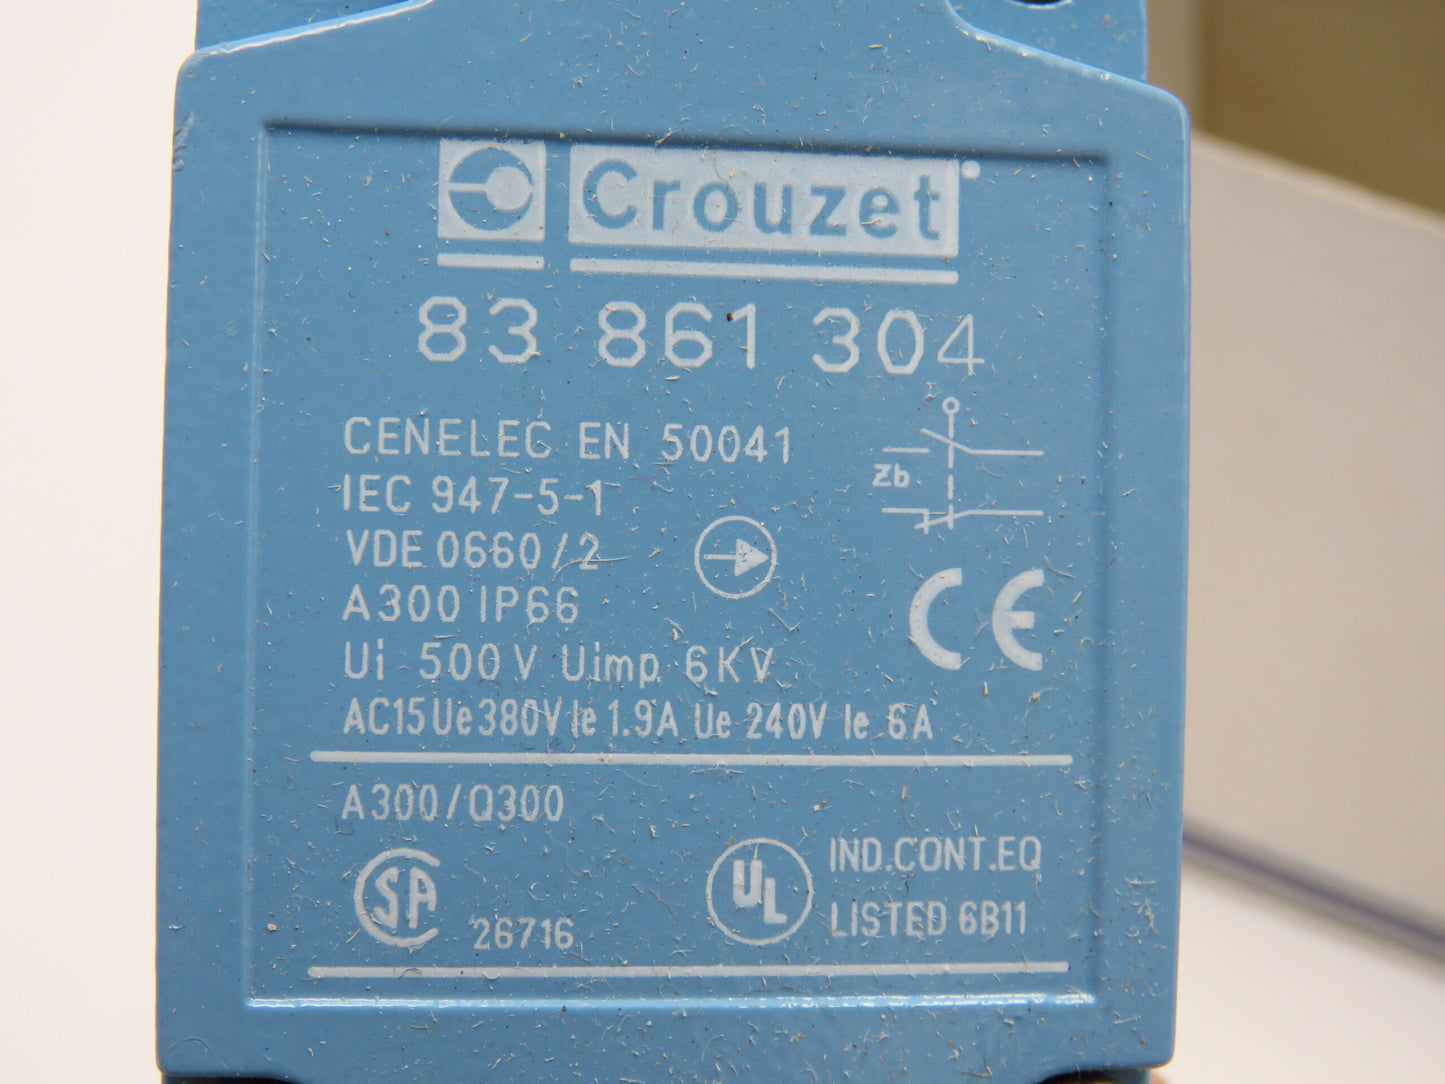 Crouzet
83 861 304
CENELEC EN 50041
IEC 947-5-1
Zb
VDE 0660/2
A300 IP66
CE
Ui 500V Uimp 6KV
AC15 Ue 380V Ie 1.9A Ue 240V Ie 6A
A300/Q300
SA 26716
UL IND.CONT.EQ
LISTED 6B11